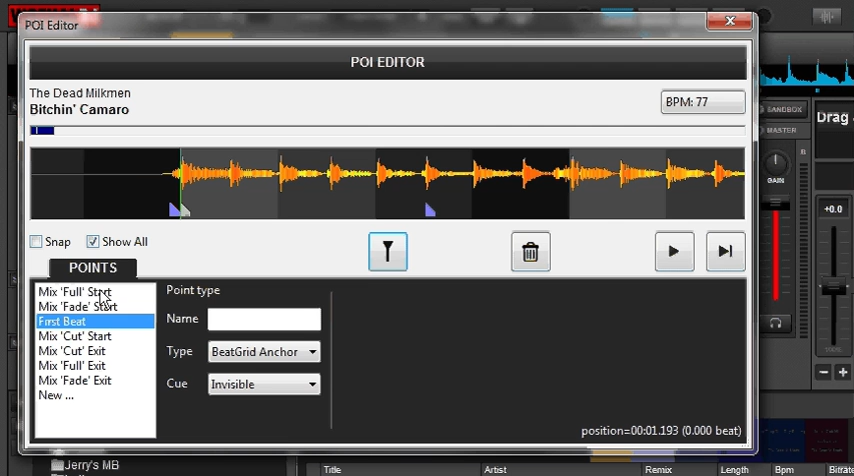 POI Editor
POI EDITOR
The Dead Milkmen
Bitchin' Camaro
BPM: 77
Snap
Show All
POINTS
Mix 'Full' Start
Mix 'Fade' Start
First Beat
Mix 'Cut' Start
Mix 'Cut' Exit
Mix 'Full' Exit
Mix 'Fade' Exit
New ...
Point type
Name
Type
BeatGrid Anchor
Cue
Invisible
position=00:01.193 (0.000 beat)
SANDBOX
MASTER
GAIN
Drag
+0.0
Jerry's MB
Title
Artist
Remix
Length
Bpm
Bitrate